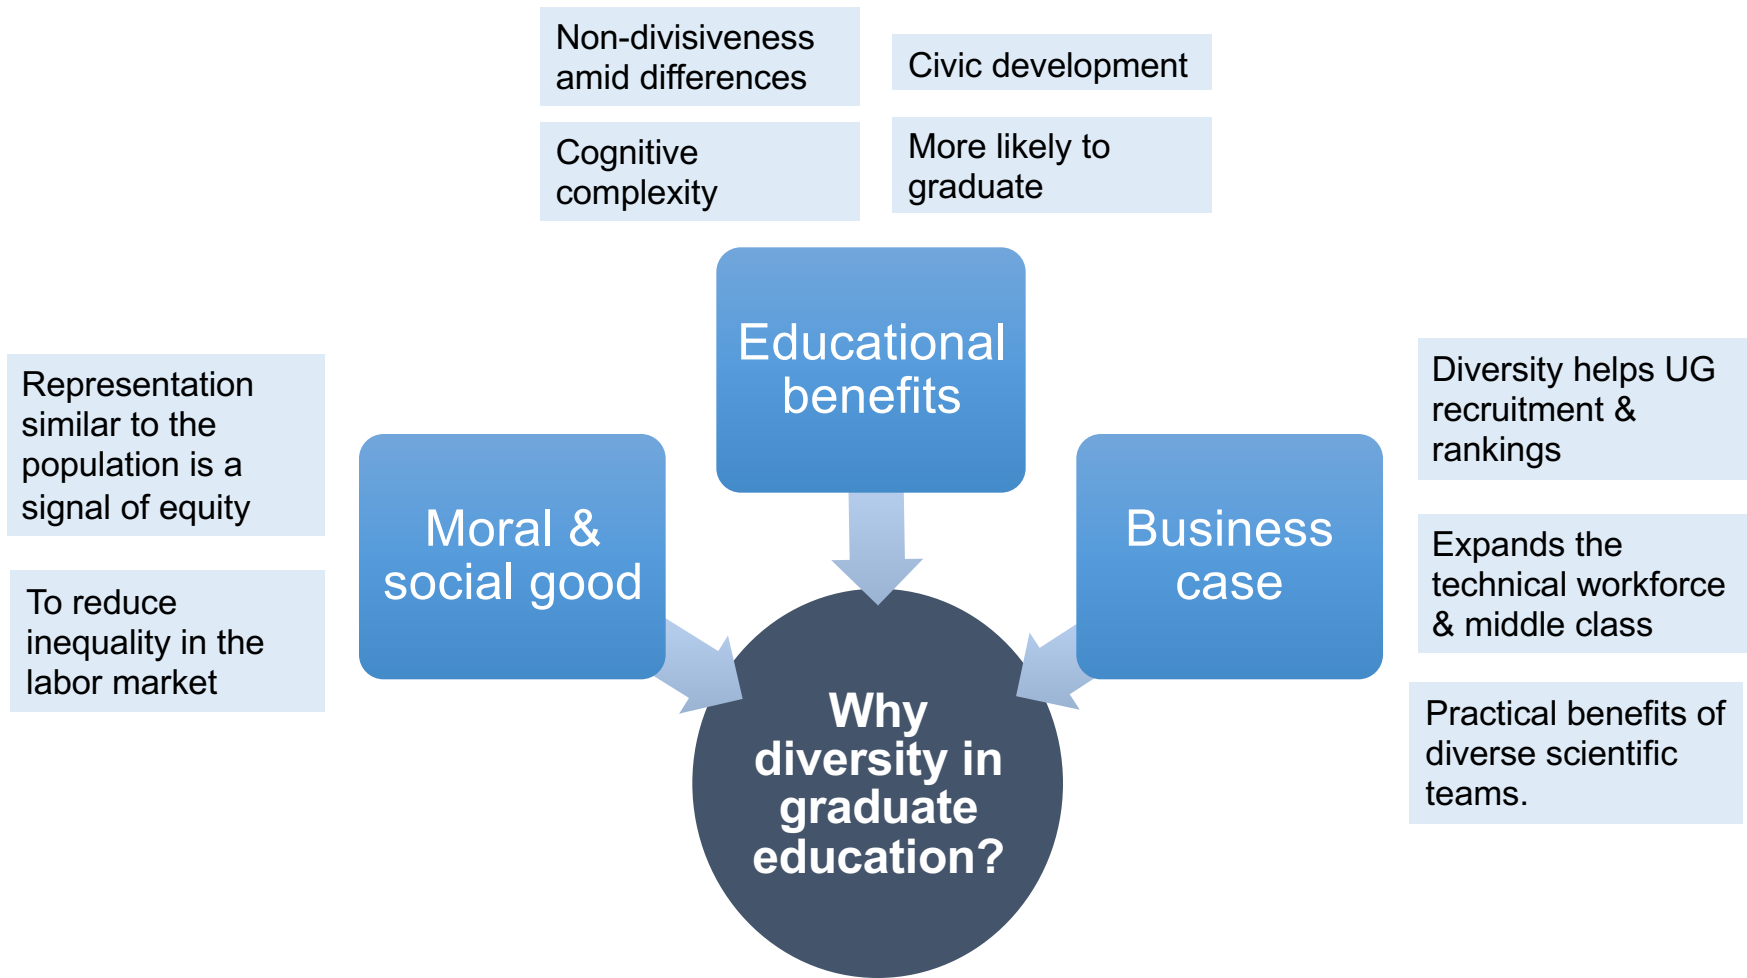 Non-divisiveness
amid differences
Civic development
Cognitive
complexity
More likely to
graduate
Educational
benefits
Representation
similar to the
population is a
signal of equity
To reduce
inequality in the
labor market
Moral &
social good
Business
case
Diversity helps UG
recruitment &
rankings
Expands the
technical workforce
& middle class
Practical benefits of
diverse scientific
teams.
Why
diversity in
graduate
education?